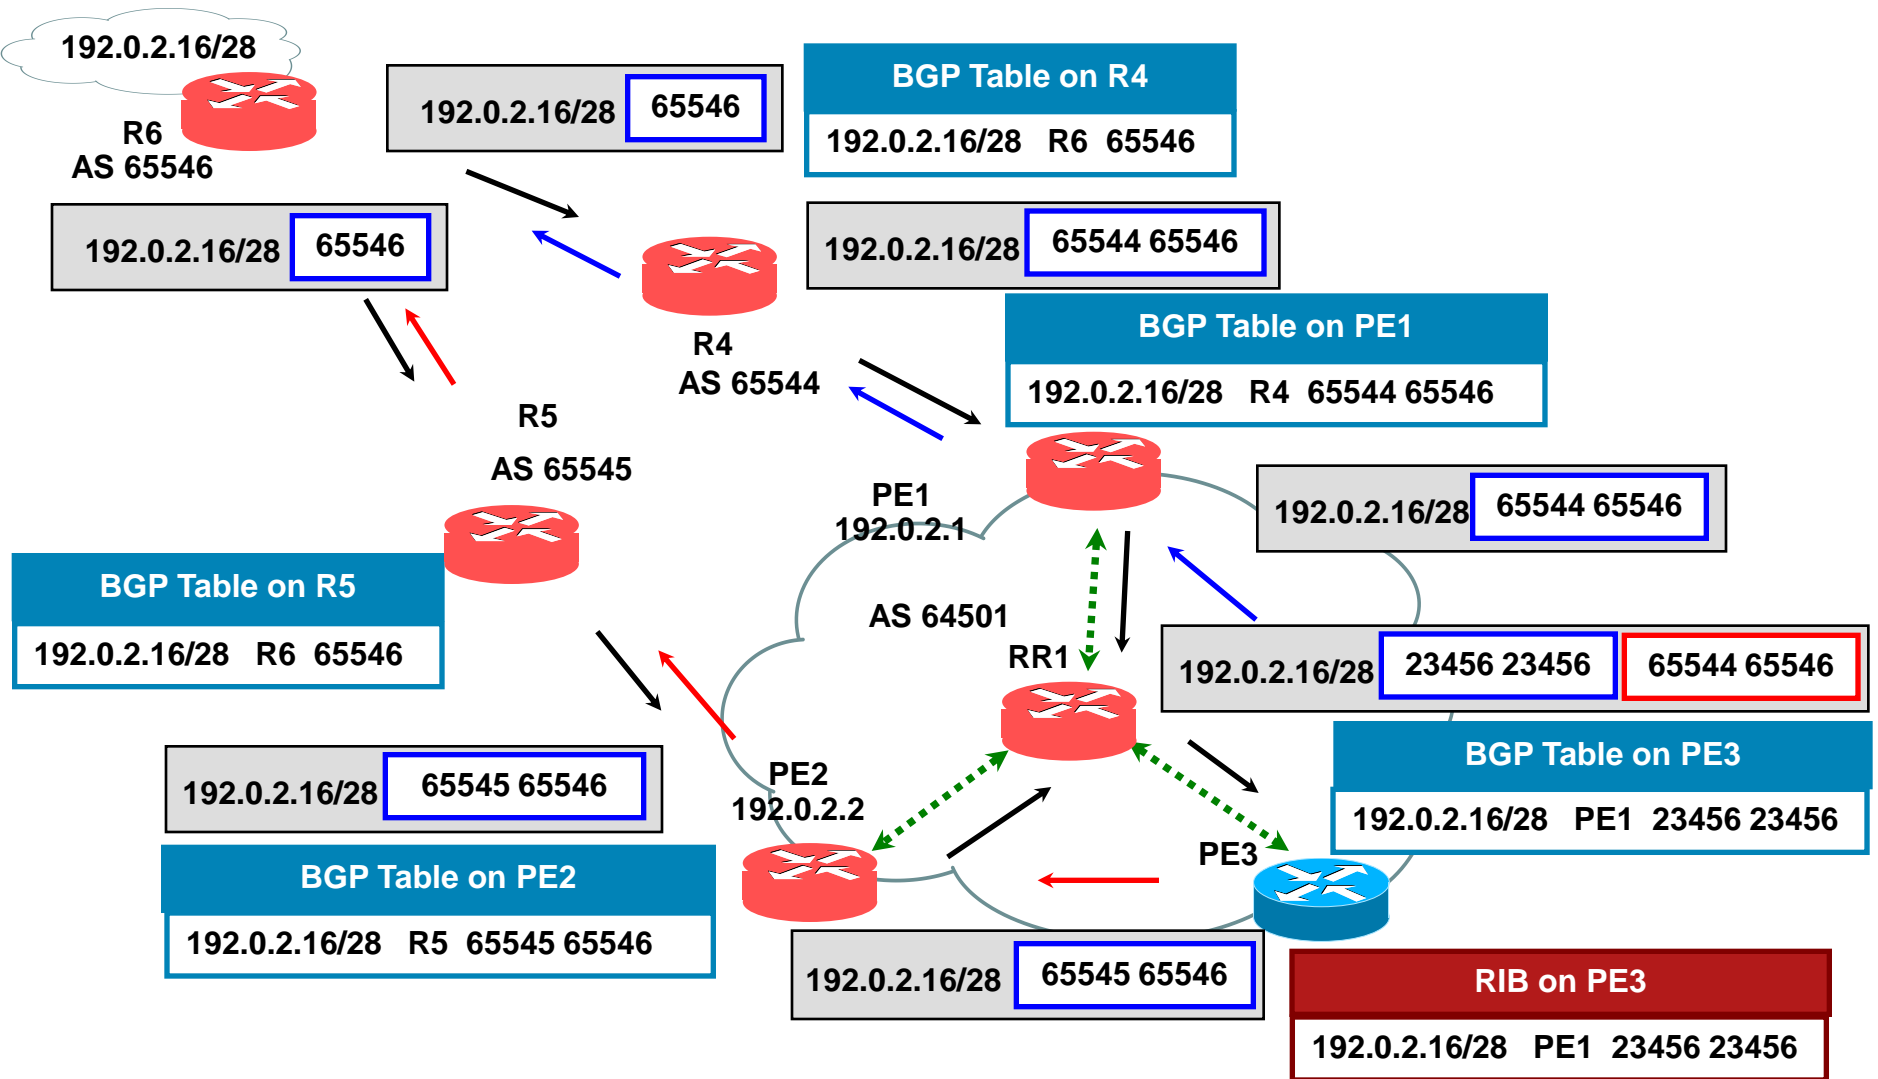 192.0.2.16/28
R6
AS 65546
192.0.2.16/28 65546
BGP Table on R4
192.0.2.16/28 R6 65546
192.0.2.16/28 65546
192.0.2.16/28 65544 65546
R4
AS 65544
BGP Table on PE1
192.0.2.16/28 R4 65544 65546
R5
AS 65545
PE1
192.0.2.1
192.0.2.16/28 65544 65546
BGP Table on R5
192.0.2.16/28 R6 65546
AS 64501
RR1
192.0.2.16/28 23456 23456 65544 65546
BGP Table on PE3
192.0.2.16/28 PE1 23456 23456
PE2
192.0.2.2
192.0.2.16/28 65545 65546
PE3
BGP Table on PE2
192.0.2.16/28 R5 65545 65546
192.0.2.16/28 65545 65546
RIB on PE3
192.0.2.16/28 PE1 23456 23456